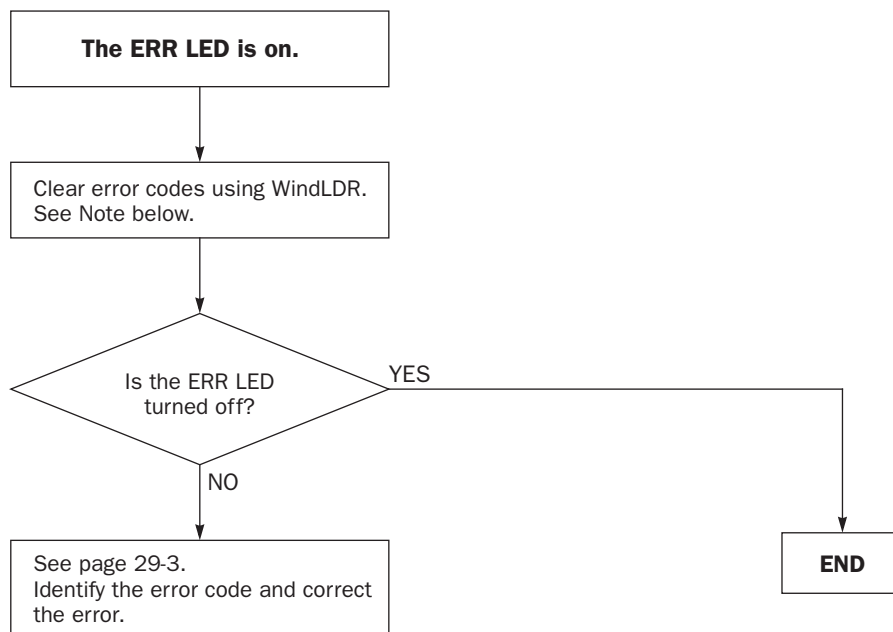 The ERR LED is on.
Clear error codes using WindLDR.
See Note below.
Is the ERR LED
turned off?
YES
NO
See page 29-3.
Identify the error code and correct
the error.
END